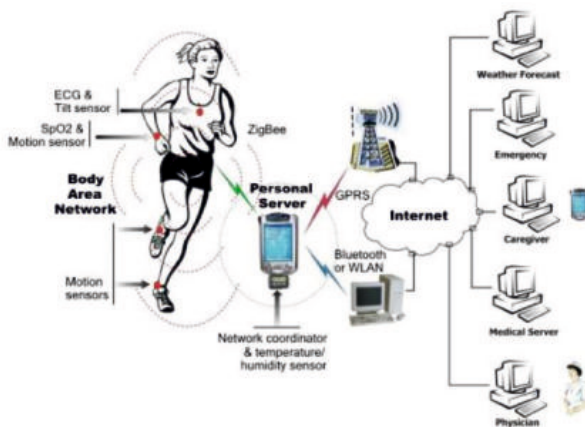 ECG &
Tilt sensor
SpO2 &
Motion sensor
ZigBee
Body
Area
Network
Motion
sensors
Personal
Server
Network coordinator
& temperature/
humidity sensor
GPRS
Bluetooth
or WLAN
Internet
Weather Forecast
Emergency
Caregiver
Medical Server
Physician